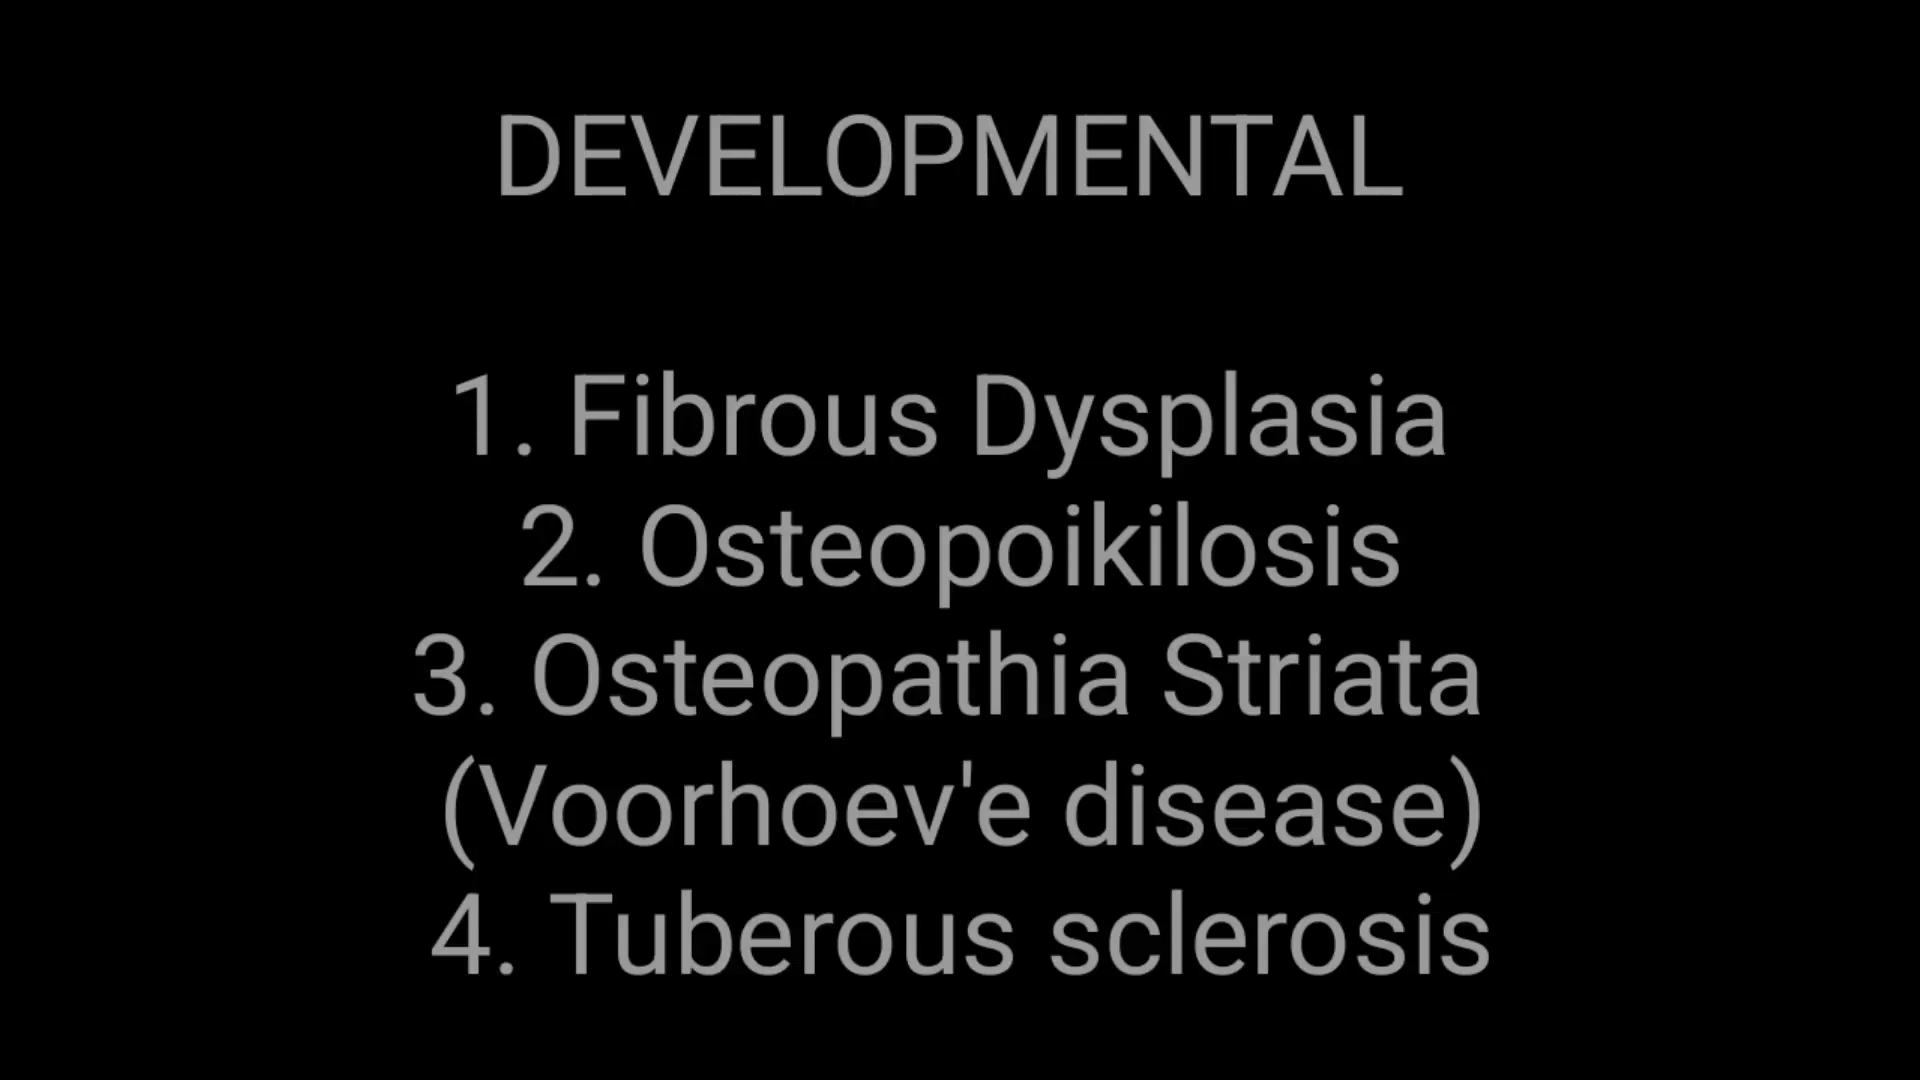 DEVELOPMENTAL
1. Fibrous Dysplasia
2. Osteopoikilosis
3. Osteopathia Striata
(Voorhoev'e disease)
4. Tuberous sclerosis